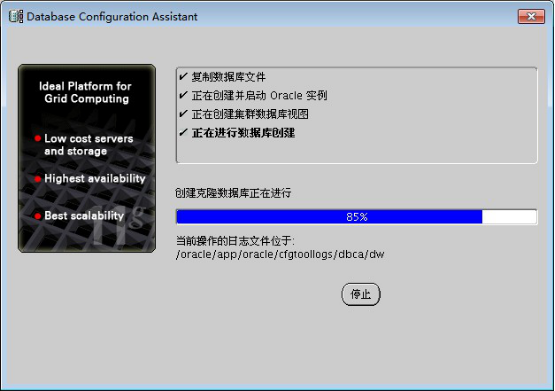 Database Configuration Assistant
Ideal Platform for
Grid Computing
Low cost servers
and storage
Highest availability
Best scalability
11g
复制数据库文件
正在创建并启动 Oracle 实例
正在创建集群数据库视图
正在进行数据库创建
创建克隆数据库正在进行
85%
当前操作的日志文件位于:
/oracle/app/oracle/cfgtoollogs/dbca/dw
停止